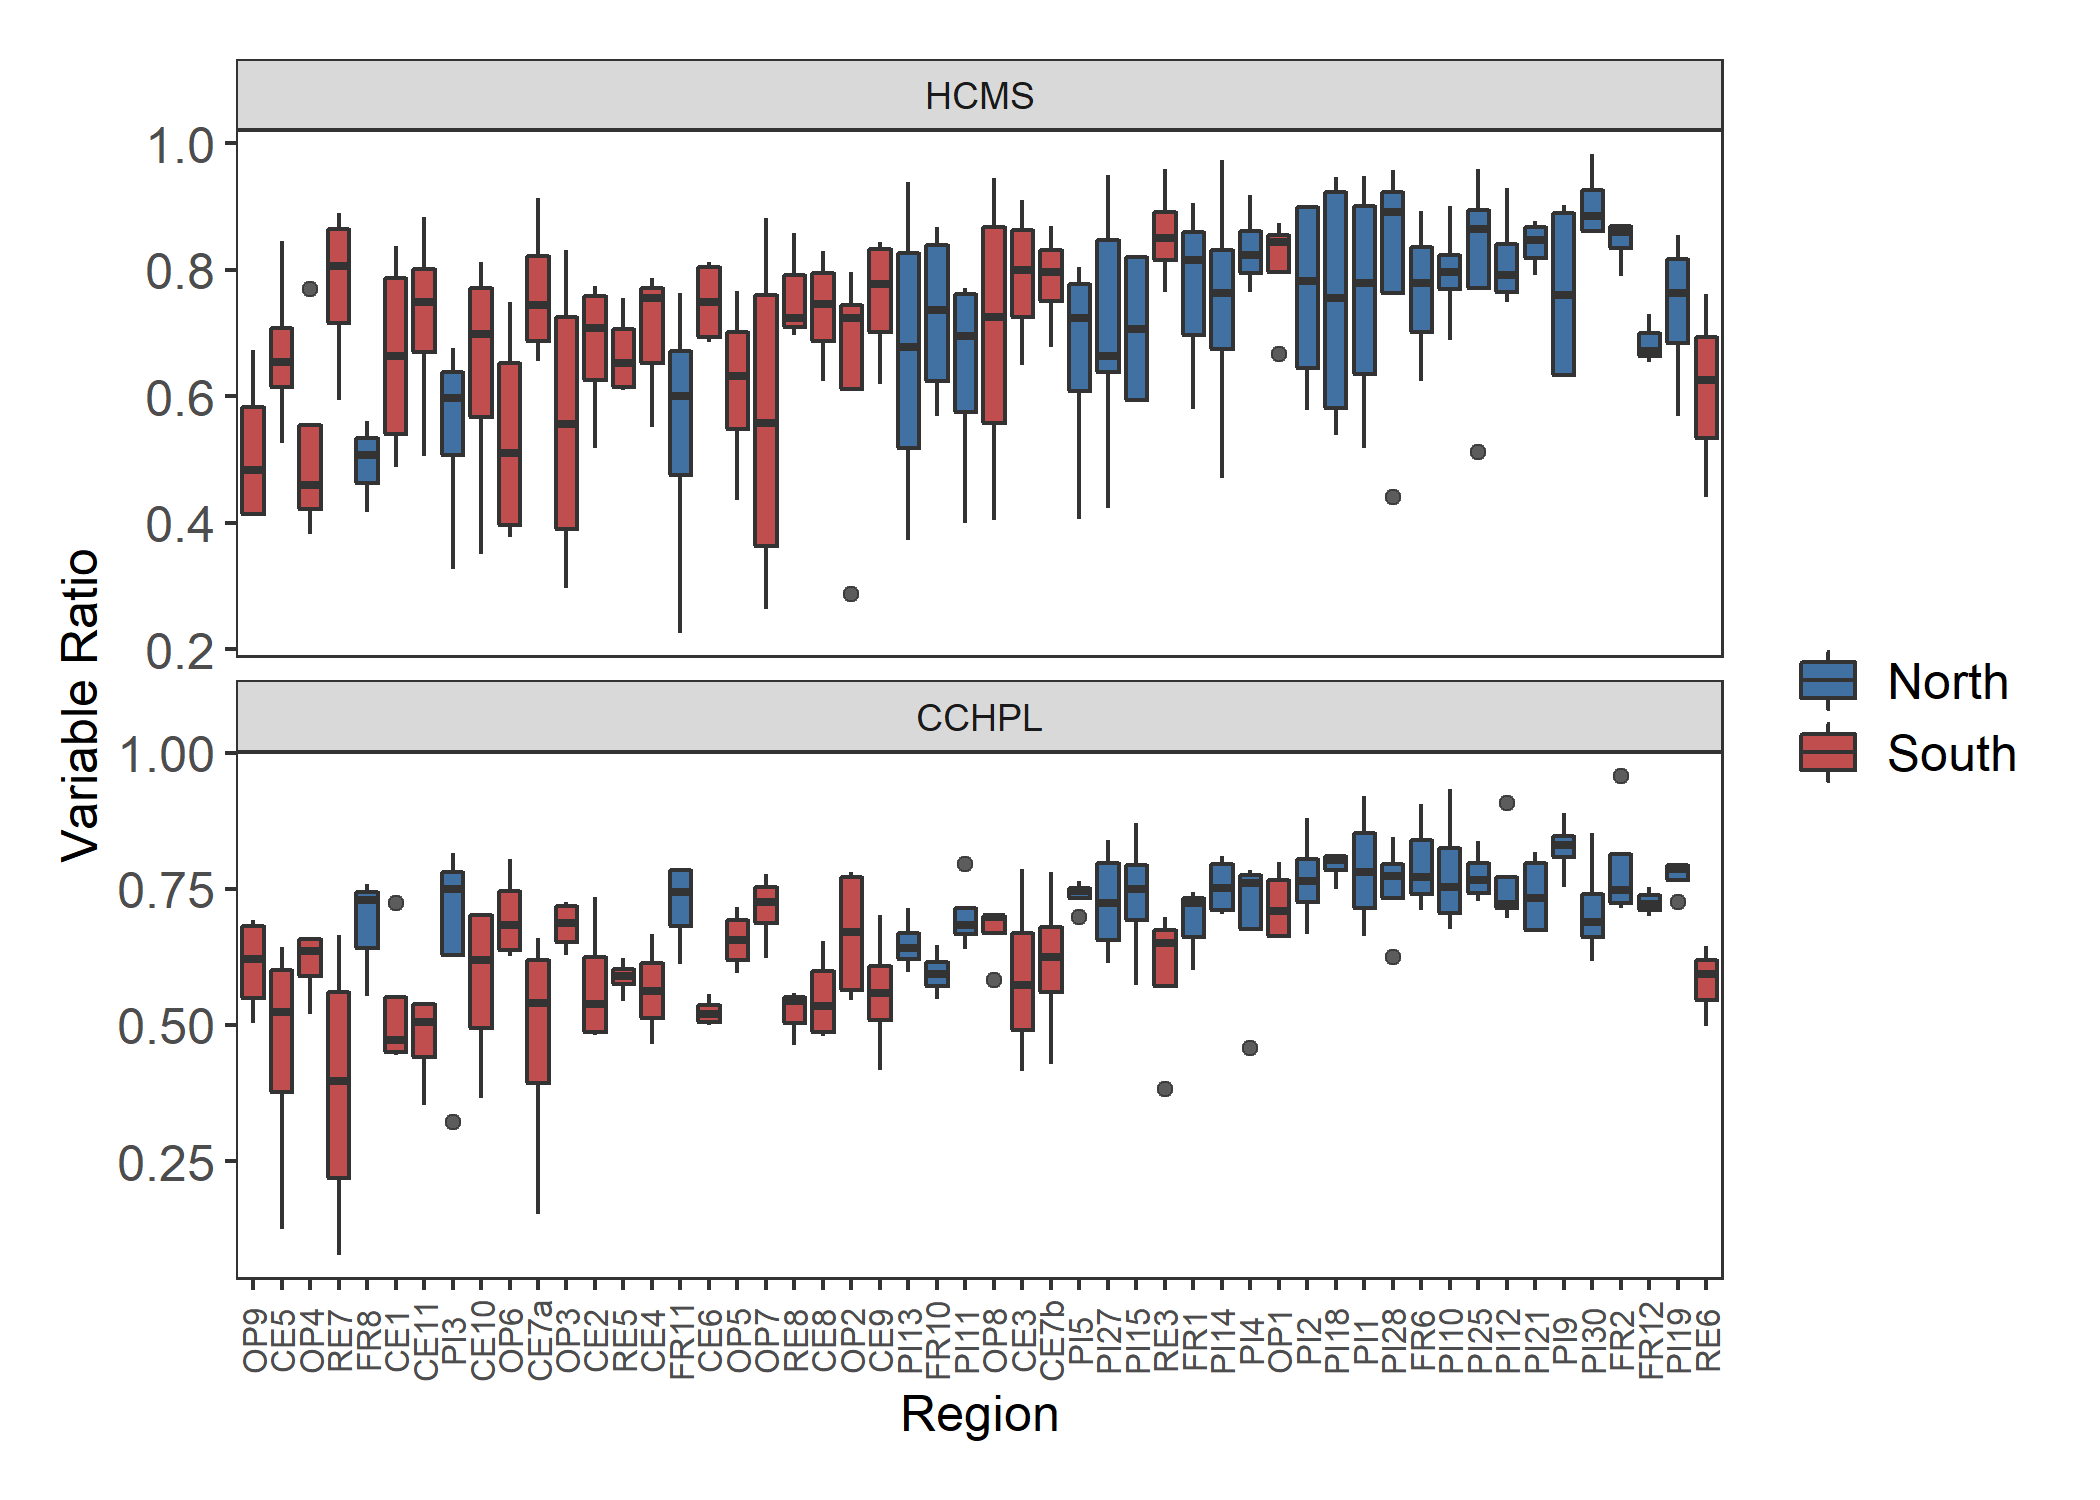 HCMS
1.0
0.8
0.6
0.4
0.2
Variable Ratio
CCHPL
1.00
0.75
0.50
0.25
OP9
CE5
OP4
RE7
FR8
CE1
CE11
PI3
CE10
OP6
CE7a
OP3
CE2
RE5
CE4
FR11
CE6
OP5
OP7
RE8
CE8
OP2
CE9
PI13
FR10
PI11
OP8
CE3
CE7b
PI5
PI27
PI15
RE3
FR1
PI14
PI4
OP1
PI2
PI18
PI1
PI28
FR6
PI10
PI25
PI12
PI21
PI9
PI30
FR2
FR12
PI19
RE6
Region
North
South